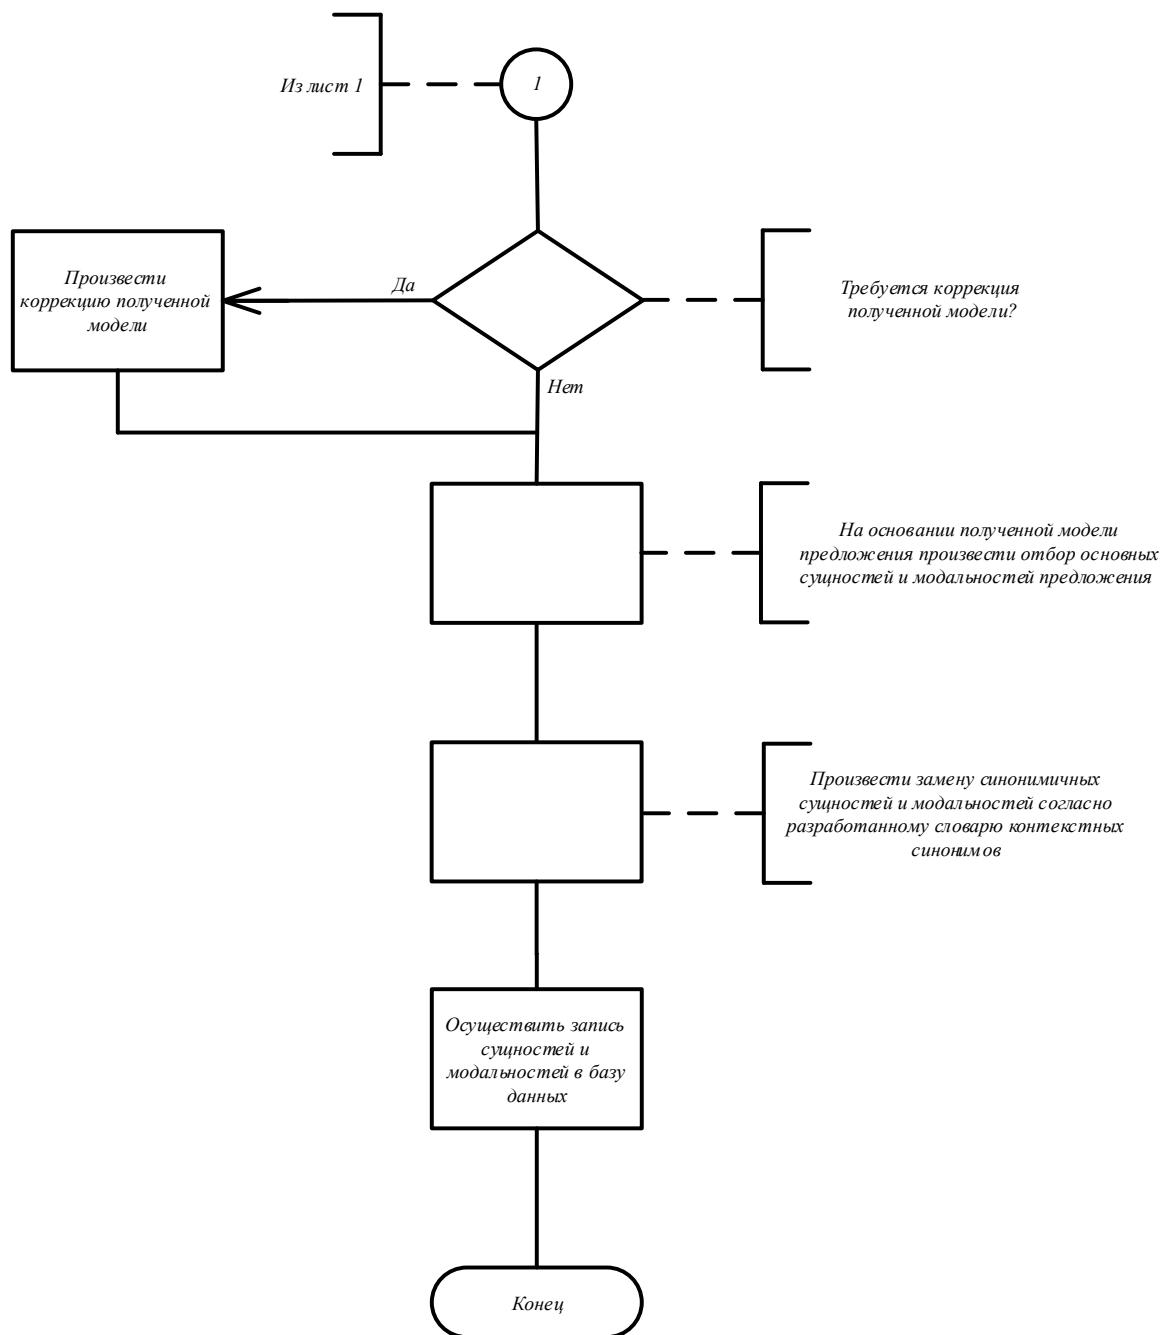 Из лист 1
1
Произвести
коррекцию полученной
модели
Да
Требуется коррекция
полученной модели?
Нет
На основании полученной модели
предложения произвести отбор основных
сущностей и модальностей предложения
Произвести замену синонимичных
сущностей и модальностей согласно
разработанному словарю контекстных
синонимов
Осуществить запись
сущностей и
модальностей в базу
данных
Конец